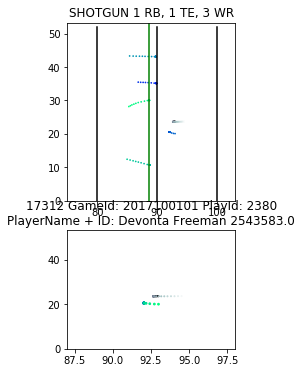 SHOTGUN 1 RB, 1 TE, 3 WR
50
40
30
20
10
0
80 90 100
17312 GameId: 2017100101 PlayId: 2380
PlayerName + ID: Devonta Freeman 2543583.0
40
20
0
87.5 90.0 92.5 95.0 97.5